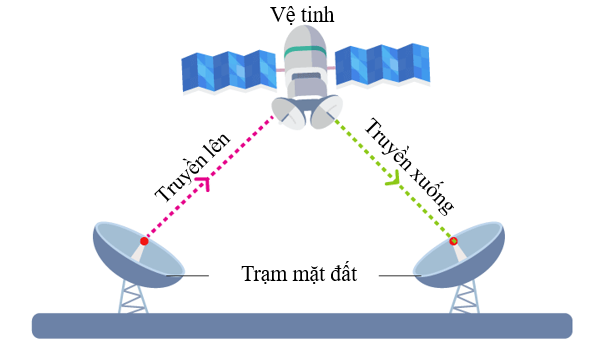 Vệ tinh
Truyền lên
Truyền xuống
Trạm mặt đất